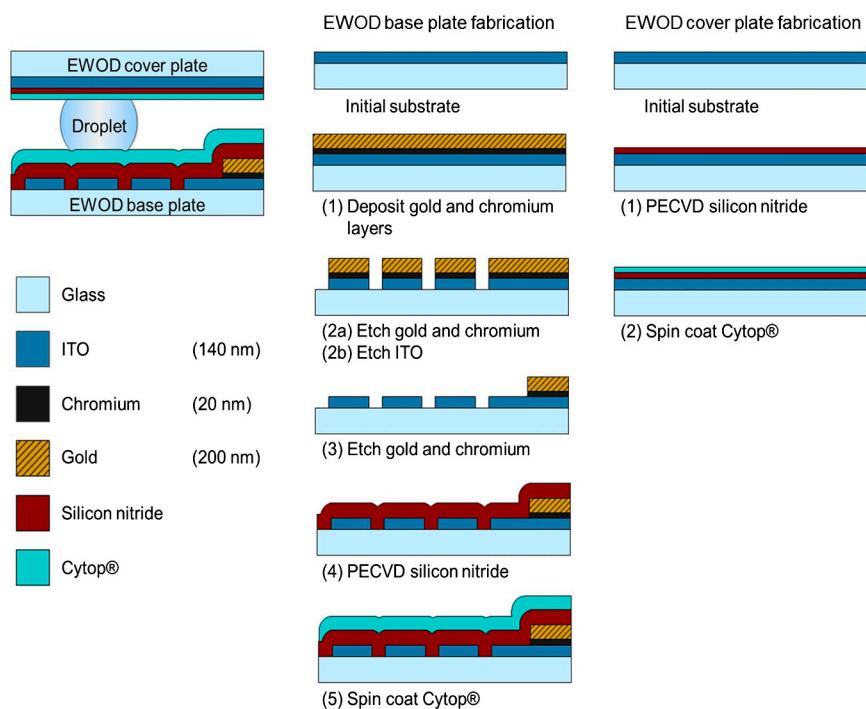 EWOD base plate fabrication
EWOD cover plate fabrication
EWOD cover plate
Droplet
EWOD base plate
Initial substrate
Initial substrate
(1) Deposit gold and chromium
layers
(1) PECVD silicon nitride
(2a) Etch gold and chromium
(2b) Etch ITO
(2) Spin coat Cytop®
(3) Etch gold and chromium
(4) PECVD silicon nitride
(5) Spin coat Cytop®
Glass
ITO (140 nm)
Chromium (20 nm)
Gold (200 nm)
Silicon nitride
Cytop®